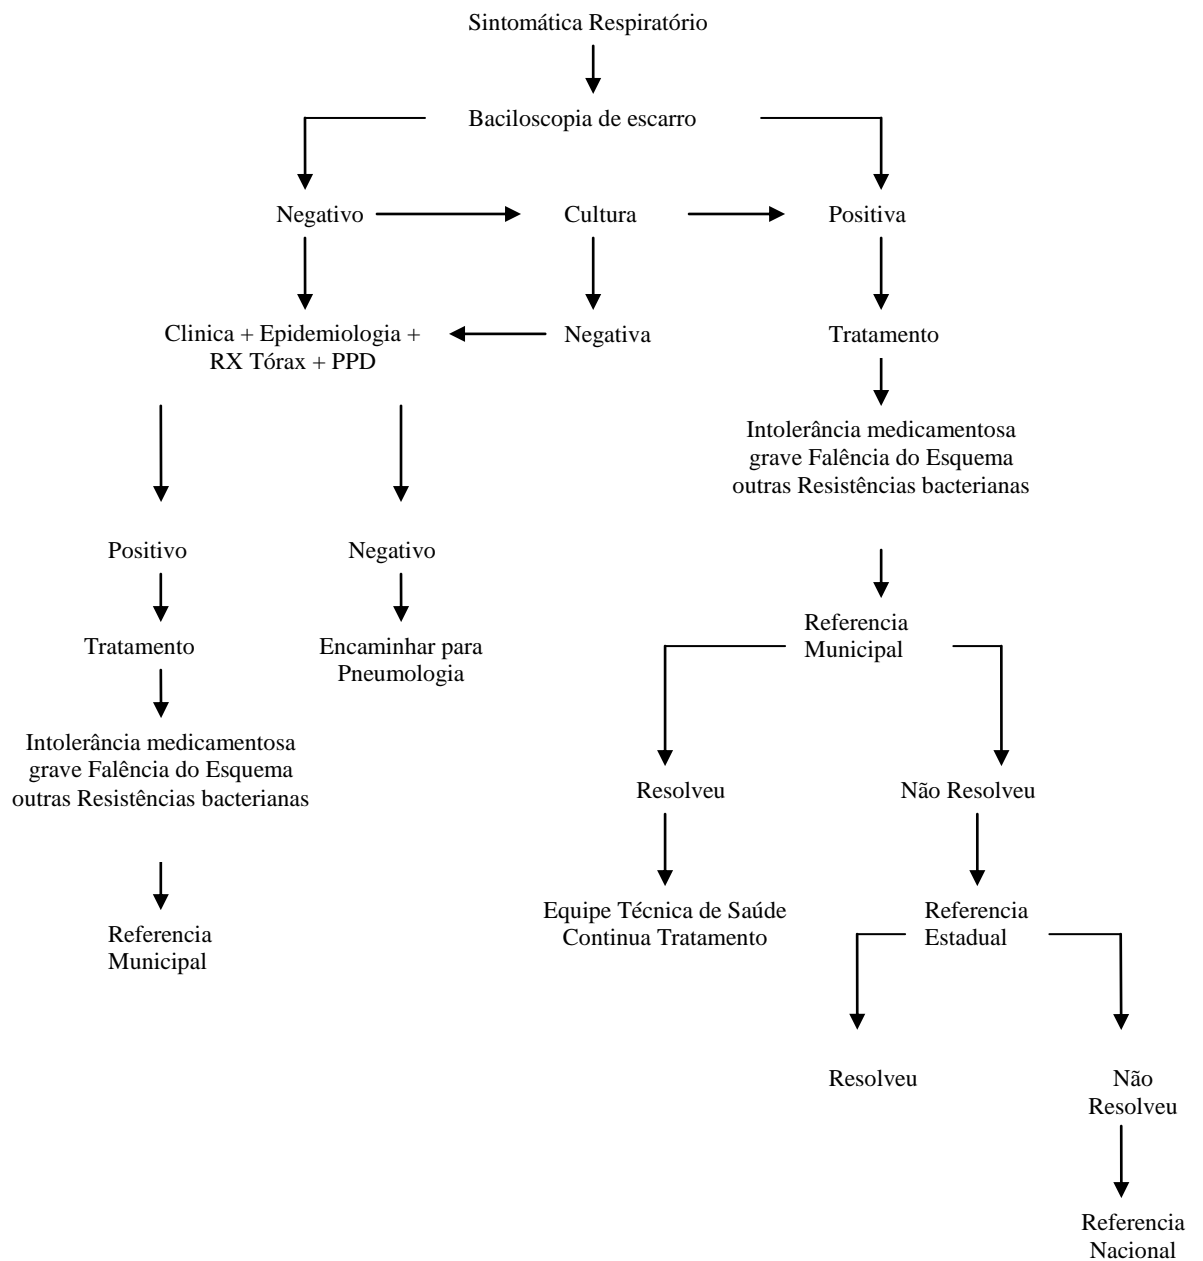 Sintomática Respiratório
Baciloscopia de escarro
Negativo
Cultura
Positiva
Clinica + Epidemiologia +
RX Tórax + PPD
Negativa
Tratamento
Intolerância medicamentosa
grave Falência do Esquema
outras Resistências bacterianas
Positivo
Negativo
Referencia
Municipal
Tratamento
Encaminhar para
Pneumologia
Intolerância medicamentosa
grave Falência do Esquema
outras Resistências bacterianas
Resolveu
Não Resolveu
Referencia
Municipal
Equipe Técnica de Saúde
Continua Tratamento
Referencia
Estadual
Resolveu
Não
Resolveu
Referencia
Nacional